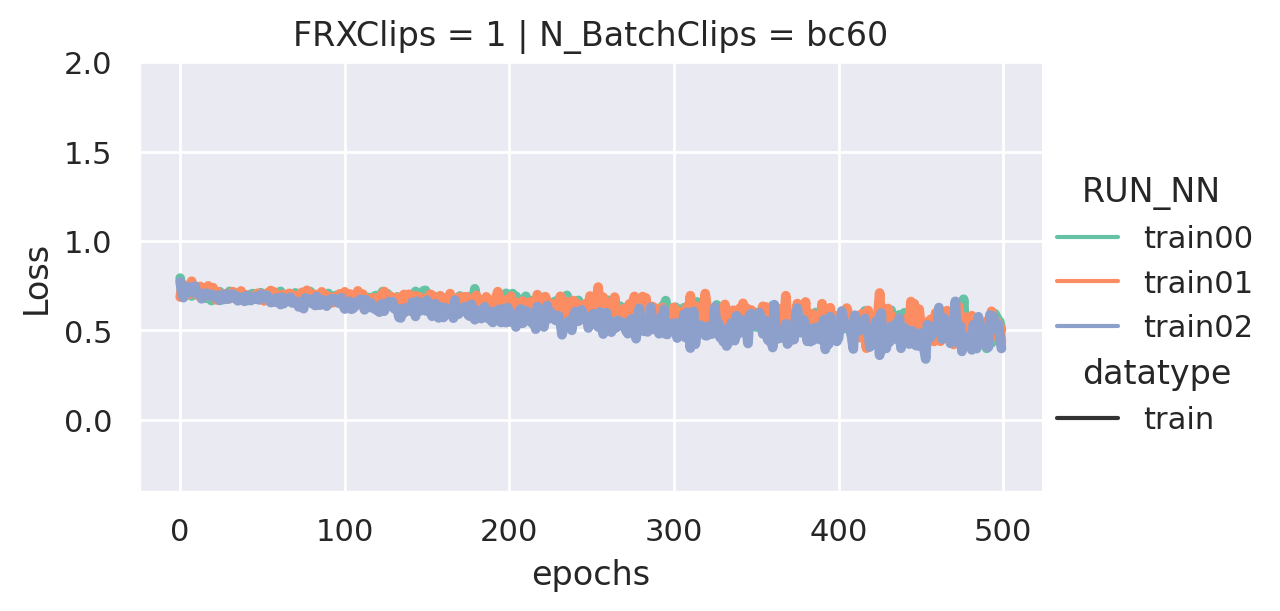 FRXClips = 1 | N_BatchClips = bc60
2.0
1.5
1.0
0.5
0.0
Loss
0 100 200 300 400 500
epochs
RUN_NN
train00
train01
train02
datatype
train